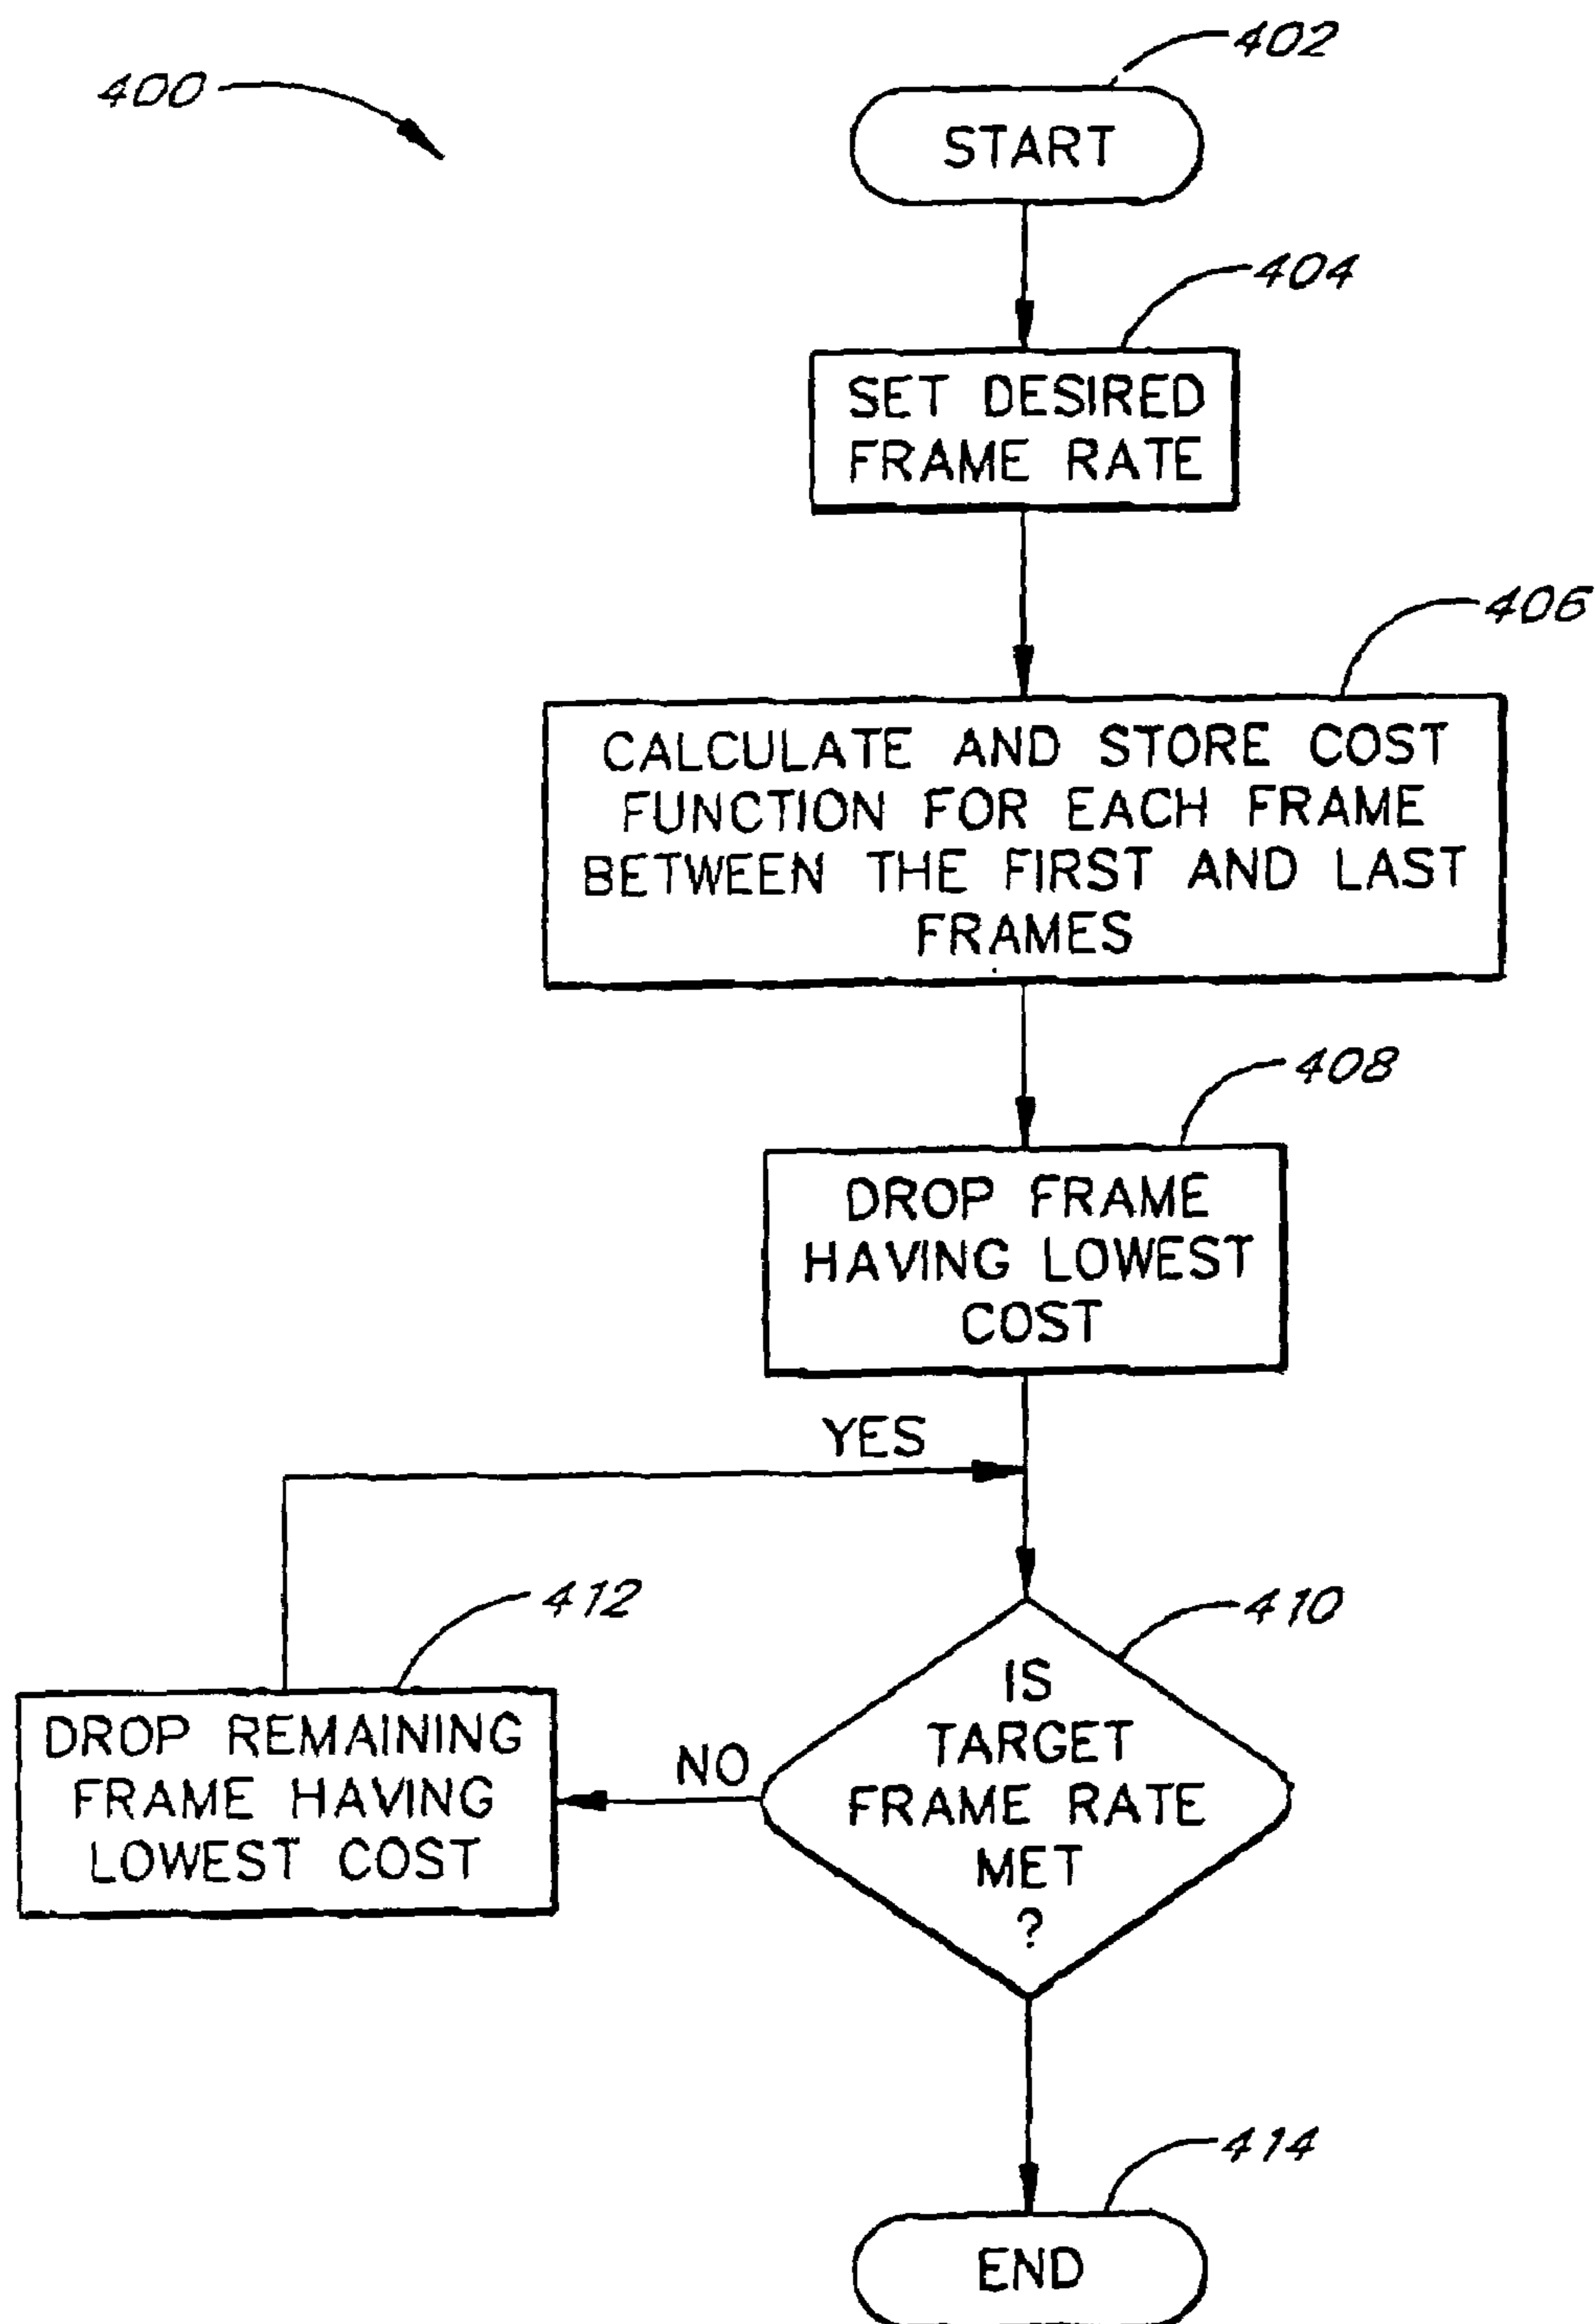 400
402
START
404
SET DESIRED
FRAME RATE
406
CALCULATE AND STORE COST
FUNCTION FOR EACH FRAME
BETWEEN THE FIRST AND LAST
FRAMES
408
DROP FRAME
HAVING LOWEST
COST
YES
412
410
DROP REMAINING
FRAME HAVING
LOWEST COST
NO
IS
TARGET
FRAME RATE
MET
?
414
END